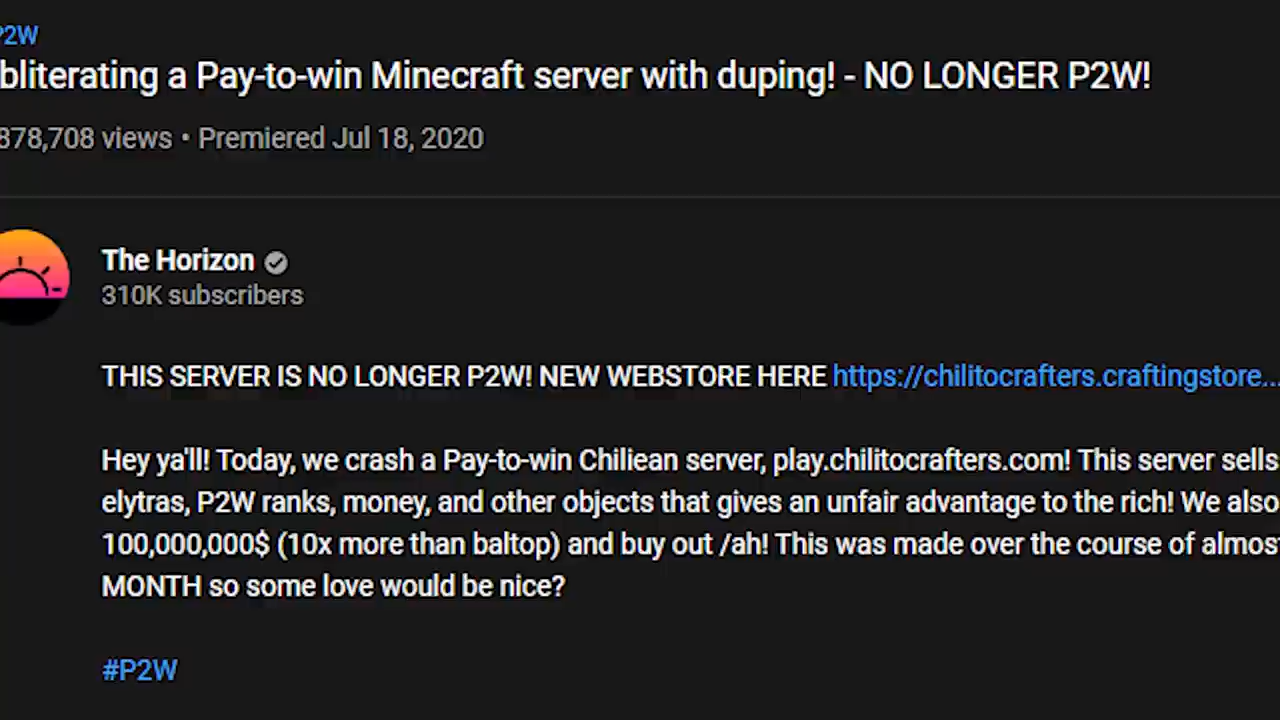 P2W
bliterating a Pay-to-win Minecraft server with duping! - NO LONGER P2W!
878,708 views • Premiered Jul 18, 2020
The Horizon
310K subscribers
THIS SERVER IS NO LONGER P2W! NEW WEBSTORE HERE https://chilitocrafters.craftingstore...
Hey ya'll! Today, we crash a Pay-to-win Chiliean server, play.chilitocrafters.com! This server sells
elytras, P2W ranks, money, and other objects that gives an unfair advantage to the rich! We also
100,000,000$ (10x more than baltop) and buy out /ah! This was made over the course of almost
MONTH so some love would be nice?
#P2W